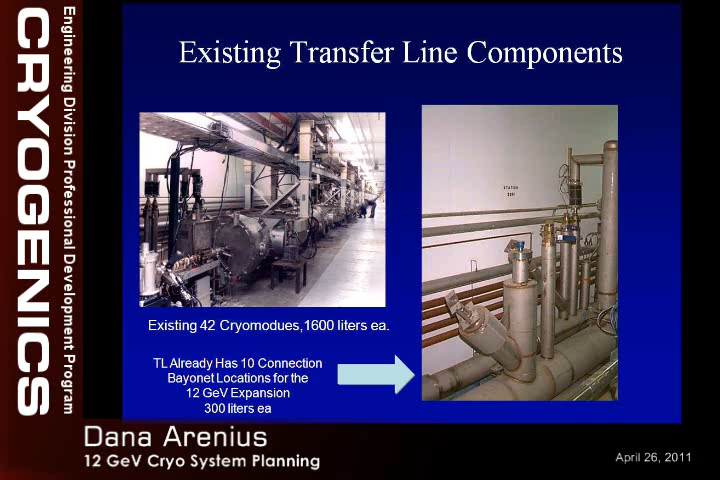 CRYOGENICS
Engineering Division Professional Development Program
Existing Transfer Line Components
STATION
Existing 42 Cryomodues,1600 liters ea.
TL Already Has 10 Connection
Bayonet Locations for the
12 GeV Expansion
300 liters ea
Dana Arenius
12 GeV Cryo System Planning
April 26, 2011